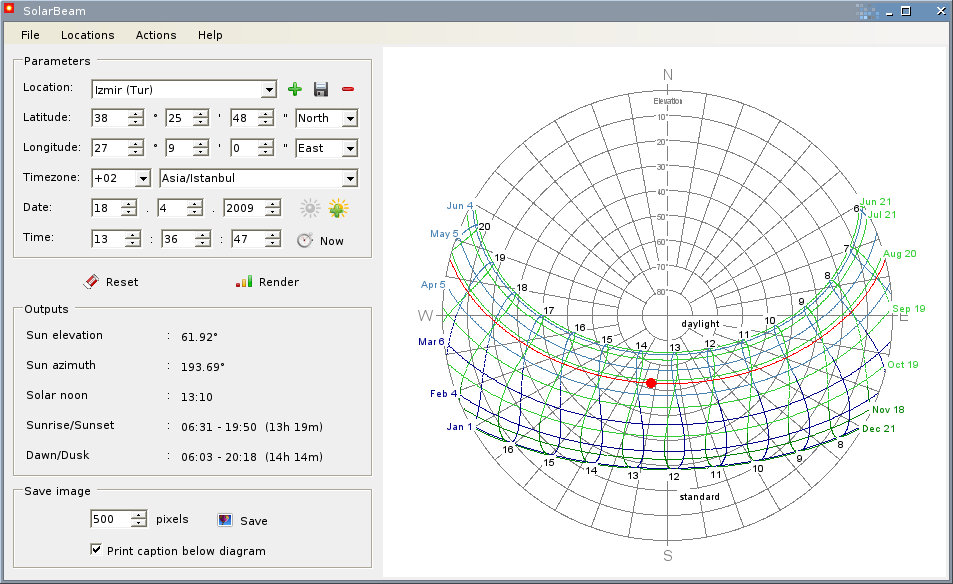 SolarBeam
File Locations Actions Help
Parameters
Location: Izmir (Tur)
Latitude: 38 ° 25 ' 48 " North
Longitude: 27 ° 9 ' 0 " East
Timezone: +02 Asia/Istanbul
Date: 18 . 4 . 2009
Time: 13 : 36 : 47 Now
Reset Render
Outputs
Sun elevation : 61.92°
Sun azimuth : 193.69°
Solar noon : 13:10
Sunrise/Sunset : 06:31 - 19:50 (13h 19m)
Dawn/Dusk : 06:03 - 20:18 (14h 14m)
Save image
500 pixels Save
Print caption below diagram
N
Elevation
10°
20
30
40
50
60
70
80
Jun 4
May 5
Apr 5
W
Mar 6
Feb 4
Jan 1
Jun 21
Jul 21
Aug 20
Sep 19
E
Oct 19
Nov 18
Dec 21
20
19
18
17
16
15
14
13
12
11
10
9
8
7
6
daylight
16
15
14
13
12
11
10
9
8
standard
S